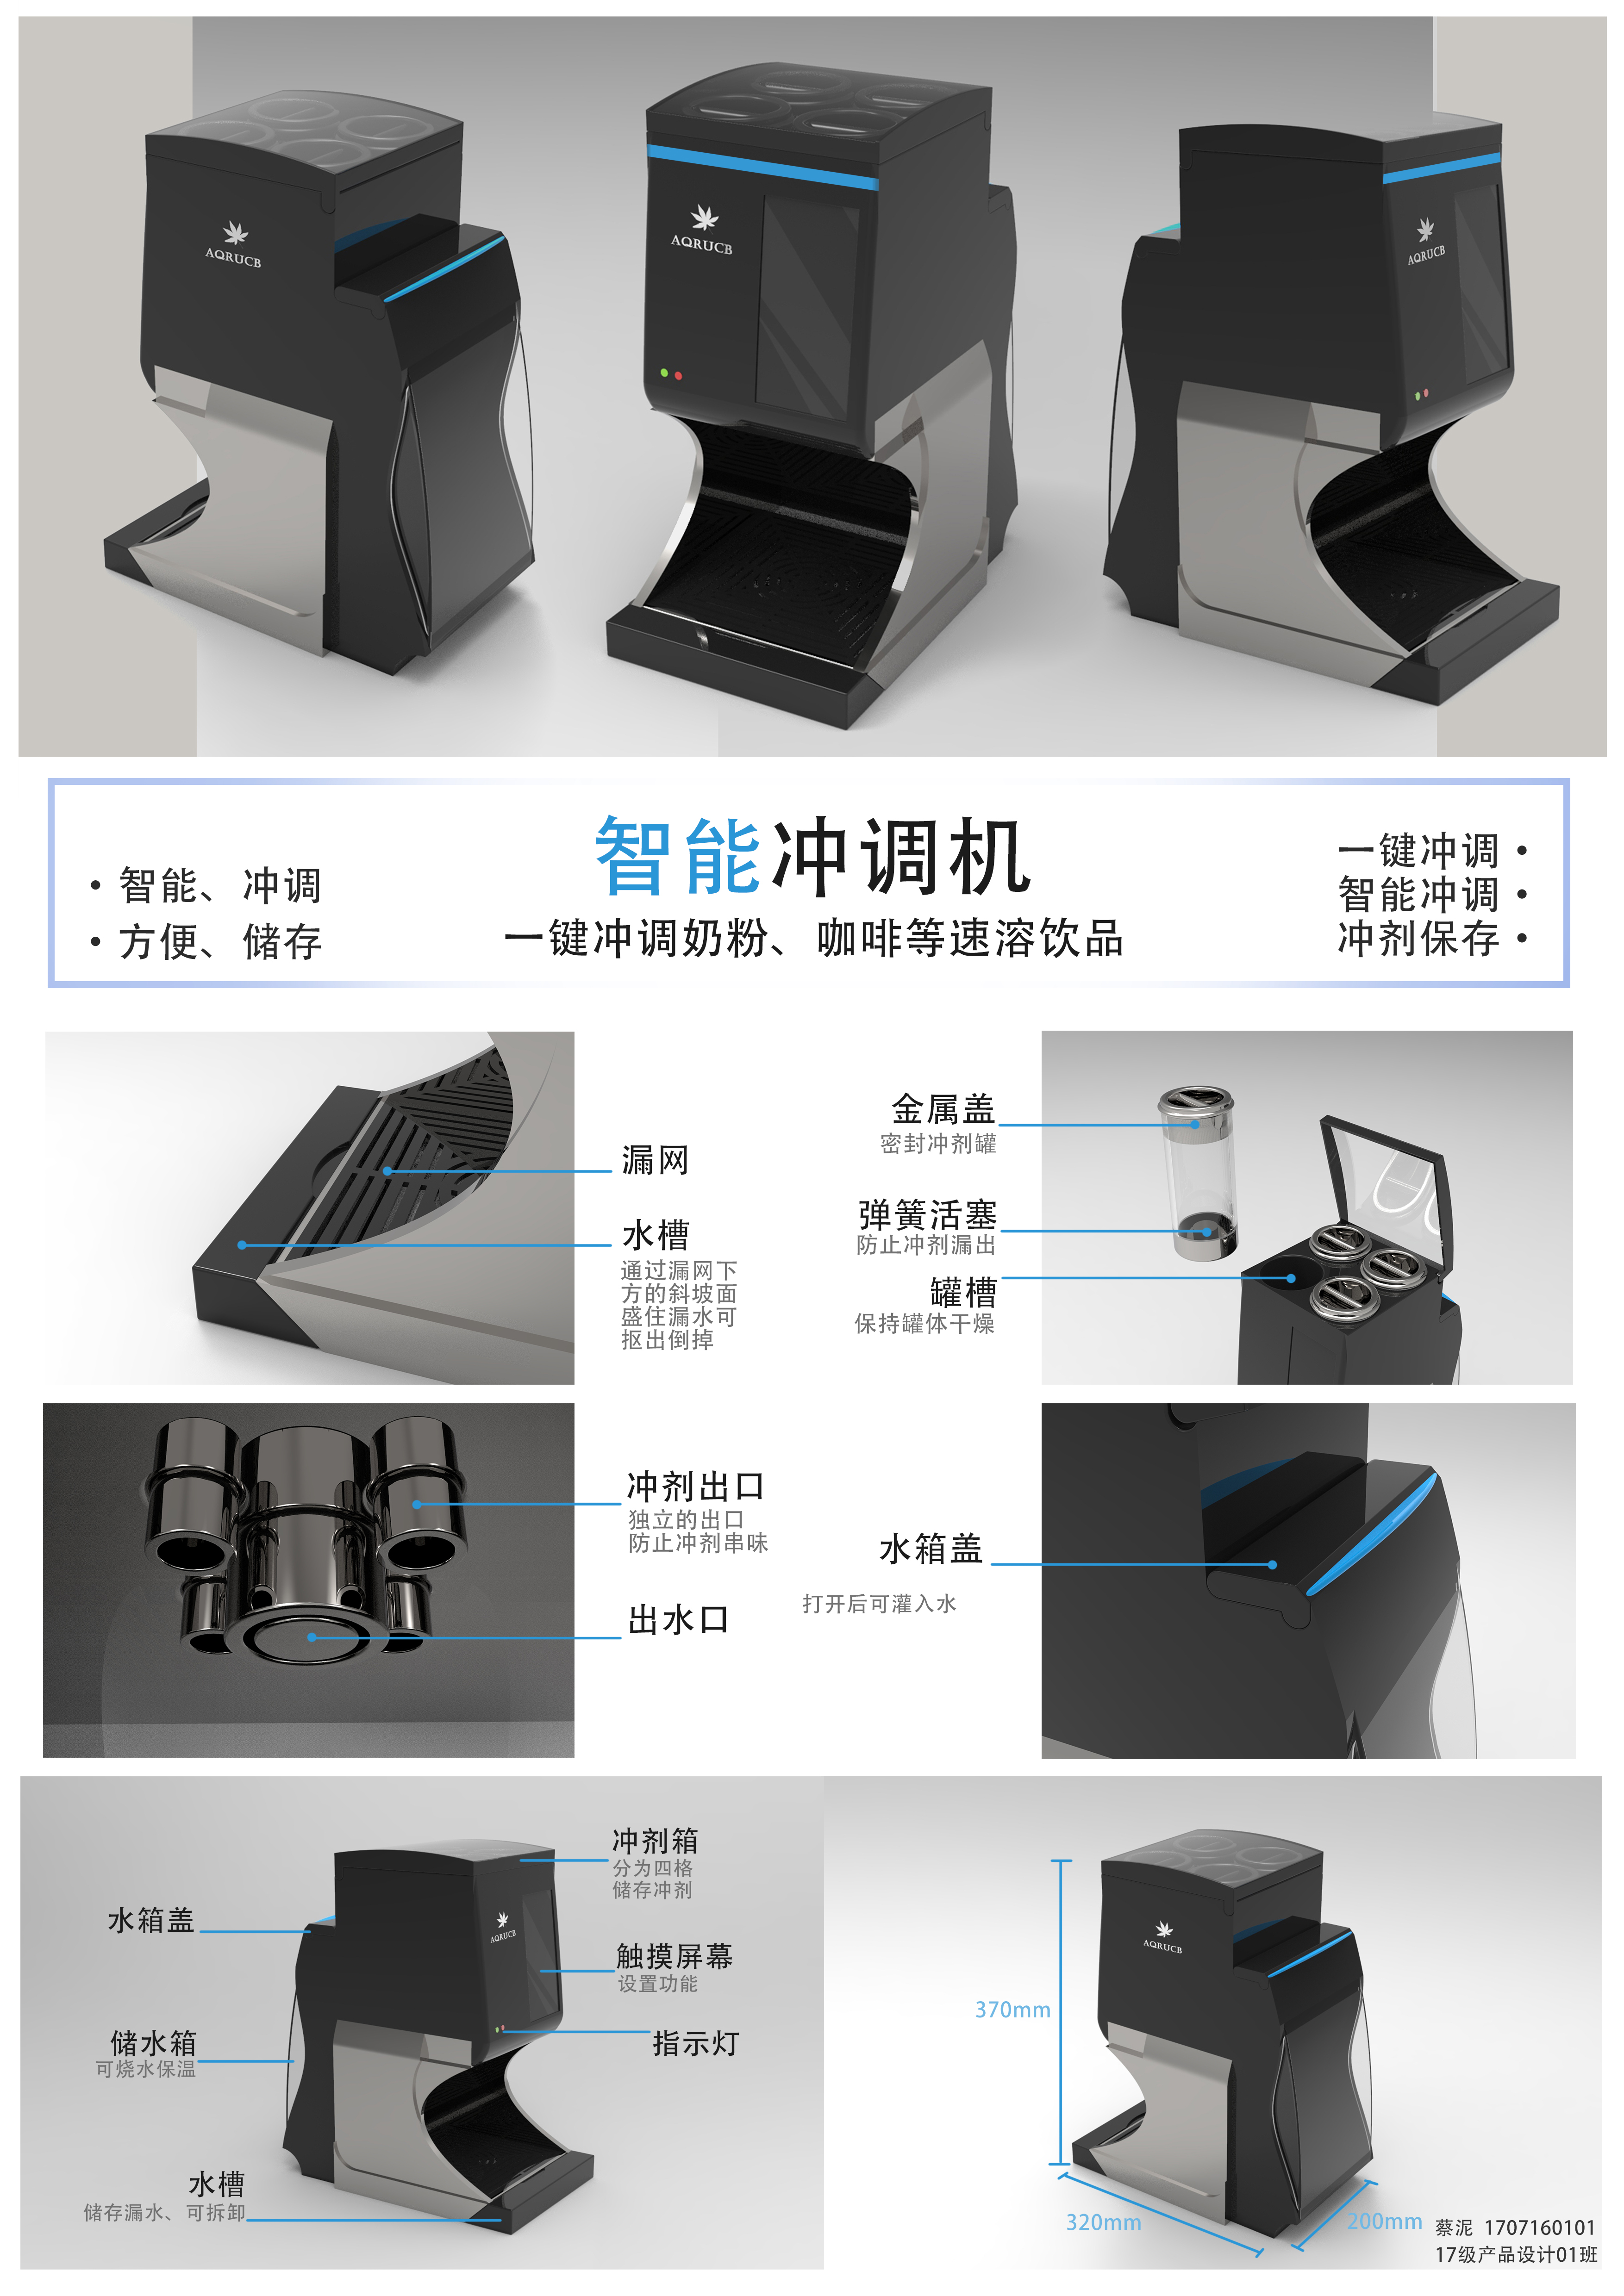 AQRUCB
AQRUCB
AQRUCB
智能冲调机
一键冲调奶粉、咖啡等速溶饮品
• 智能、冲调
• 方便、储存
一键冲调 •
智能冲调 •
冲剂保存 •
漏网
水槽
通过漏网下
方的斜坡面
盛住漏水可
抠出倒掉
金属盖
密封冲剂罐
弹簧活塞
防止冲剂漏出
罐槽
保持罐体干燥
冲剂出口
独立的出口
防止冲剂串味
出水口
水箱盖
打开后可灌入水
冲剂箱
分为四格
储存冲剂
水箱盖
AQRUCB
触摸屏幕
设置功能
储水箱
可烧水保温
指示灯
水槽
储存漏水、可拆卸
AQRUCB
370mm
320mm
200mm
蔡泥 1707160101
17级产品设计01班